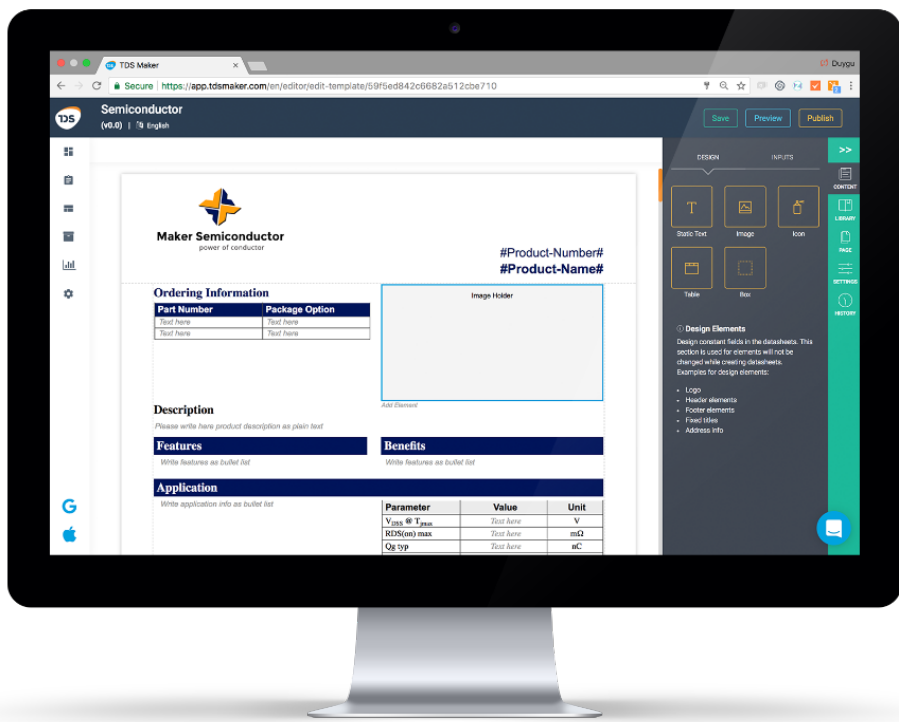 TDS Maker
Duygu
Secure | https://app.tdsmaker.com/en/editor/edit-template/59f5ed842c6682a512cbe710
TDS
Semiconductor
(v0.0) | English
Save
Preview
Publish
>>
DESIGN
INPUTS
CONTENT
LIBRARY
PAGE
SETTINGS
HISTORY
Static Text
Image
Icon
Table
Box
Design Elements
Design constant fields in the datasheets. This
section is used for elements will not be
changed while creating datasheets.
Examples for design elements:
• Logo
• Header elements
• Footer elements
• Fixed titles
• Address info
Maker Semiconductor
power of conductor
#Product-Number#
#Product-Name#
Ordering Information
Part Number Package Option
Text here Text here
Text here Text here
Image Holder
Add Element
Description
Please write here product description as plain text
Features
Write features as bullet list
Benefits
Write features as bullet list
Application
Write application info as bullet list
Parameter Value Unit
VDSS @ Tjmax Text here V
RDS(on) max Text here mΩ
Qg typ Text here nC